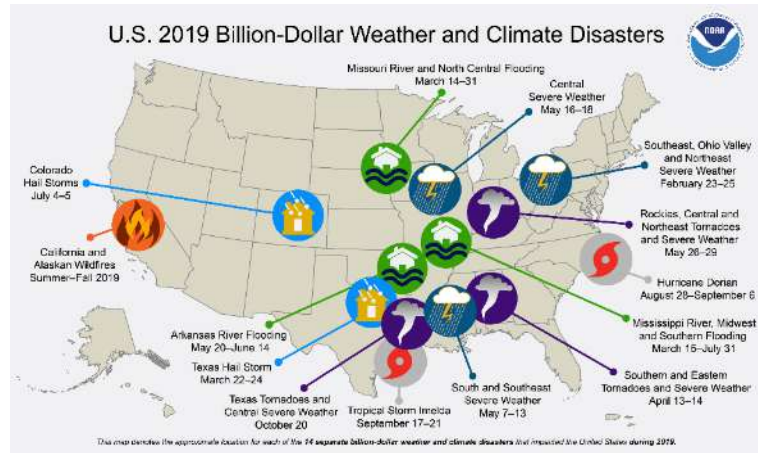 U.S. 2019 Billion-Dollar Weather and Climate Disasters
NOAA
Missouri River and North Central Flooding
March 14–31
Central
Severe Weather
May 16–18
Southeast, Ohio Valley
and Northeast
Severe Weather
February 23–25
Colorado
Hail Storms
July 4–5
Rockies, Central and
Northeast Tornadoes
and Severe Weather
May 26–29
California and
Alaskan Wildfires
Summer–Fall 2019
Hurricane Dorian
August 28–September 6
Arkansas River Flooding
May 20–June 14
Mississippi River, Midwest
and Southern Flooding
March 15–July 31
Texas Hail Storm
March 22–24
Southern and Eastern
Tornadoes and Severe Weather
April 13–14
Texas Tornadoes and
Central Severe Weather
October 20
Tropical Storm Imelda
September 17–21
South and Southeast
Severe Weather
May 7–13
This map denotes the approximate location for each of the 14 separate billion-dollar weather and climate disasters that impacted the United States during 2019.